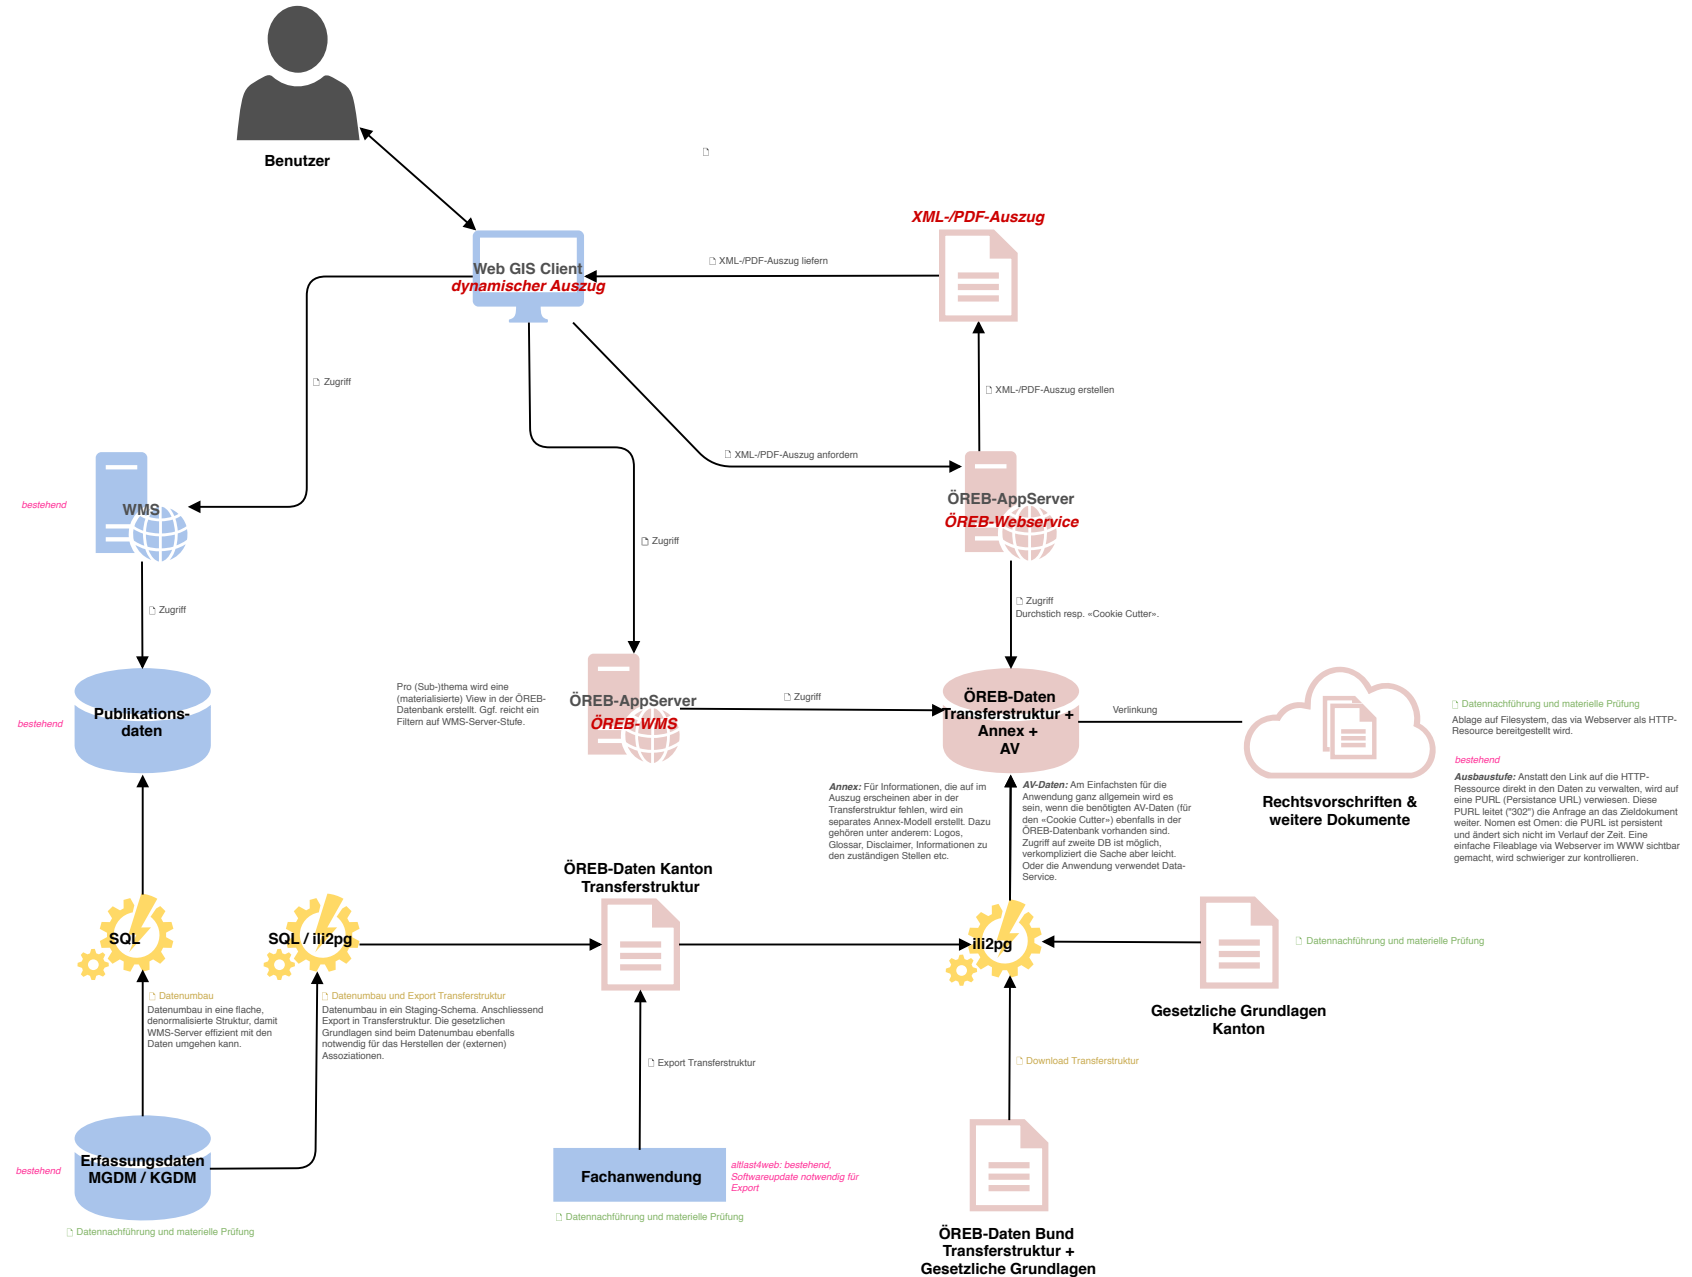 Benutzer
XML-/PDF-Auszug
Web GIS Client
dynamischer Auszug
XML-/PDF-Auszug liefern
Zugriff
XML-/PDF-Auszug erstellen
XML-/PDF-Auszug anfordern
bestehend
WMS
ÖREB-AppServer
ÖREB-Webservice
Zugriff
Zugriff
Zugriff
Durchstich resp. «Cookie Cutter».
bestehend
Publikations-
daten
Pro (Sub-)thema wird eine
(materialisierte) View in der ÖREB-
Datenbank erstellt. Ggf. reicht ein
Filtern auf WMS-Server-Stufe.
ÖREB-AppServer
ÖREB-WMS
Zugriff
ÖREB-Daten
Transferstruktur +
Annex +
AV
Verlinkung
Datennachführung und materielle Prüfung
Ablage auf Filesystem, das via Webserver als HTTP-
Resource bereitgestellt wird.
bestehend
Ausbaustufe: Anstatt den Link auf die HTTP-
Ressource direkt in den Daten zu verwalten, wird auf
eine PURL (Persistance URL) verwiesen. Diese
PURL leitet ("302") die Anfrage an das Zieldokument
weiter. Nomen est Omen: die PURL ist persistent
und ändert sich nicht im Verlauf der Zeit. Eine
einfache Fileablage via Webserver im WWW sichtbar
gemacht, wird schwieriger zur kontrollieren.
Rechtsvorschriften &
weitere Dokumente
Annex: Für Informationen, die auf im
Auszug erscheinen aber in der
Transferstruktur fehlen, wird ein
separates Annex-Modell erstellt. Dazu
gehören unter anderem: Logos,
Glossar, Disclaimer, Informationen zu
den zuständigen Stellen etc.
AV-Daten: Am Einfachsten für die
Anwendung ganz allgemein wird es
sein, wenn die benötigten AV-Daten (für
den «Cookie Cutter») ebenfalls in der
ÖREB-Datenbank vorhanden sind.
Zugriff auf zweite DB ist möglich,
verkompliziert die Sache aber leicht.
Oder die Anwendung verwendet Data-
Service.
ÖREB-Daten Kanton
Transferstruktur
SQL
SQL / ili2pg
ili2pg
Datennachführung und materielle Prüfung
Gesetzliche Grundlagen
Kanton
Datenumbau
Datenumbau in eine flache,
denormalisierte Struktur, damit
WMS-Server effizient mit den
Daten umgehen kann.
Datenumbau und Export Transferstruktur
Datenumbau in ein Staging-Schema. Anschliessend
Export in Transferstruktur. Die gesetzlichen
Grundlagen sind beim Datenumbau ebenfalls
notwendig für das Herstellen der (externen)
Assoziationen.
Export Transferstruktur
Download Transferstruktur
bestehend
Erfassungsdaten
MGDM / KGDM
Datennachführung und materielle Prüfung
Fachanwendung
altlast4web: bestehend,
Softwareupdate notwendig für
Export
Datennachführung und materielle Prüfung
ÖREB-Daten Bund
Transferstruktur +
Gesetzliche Grundlagen